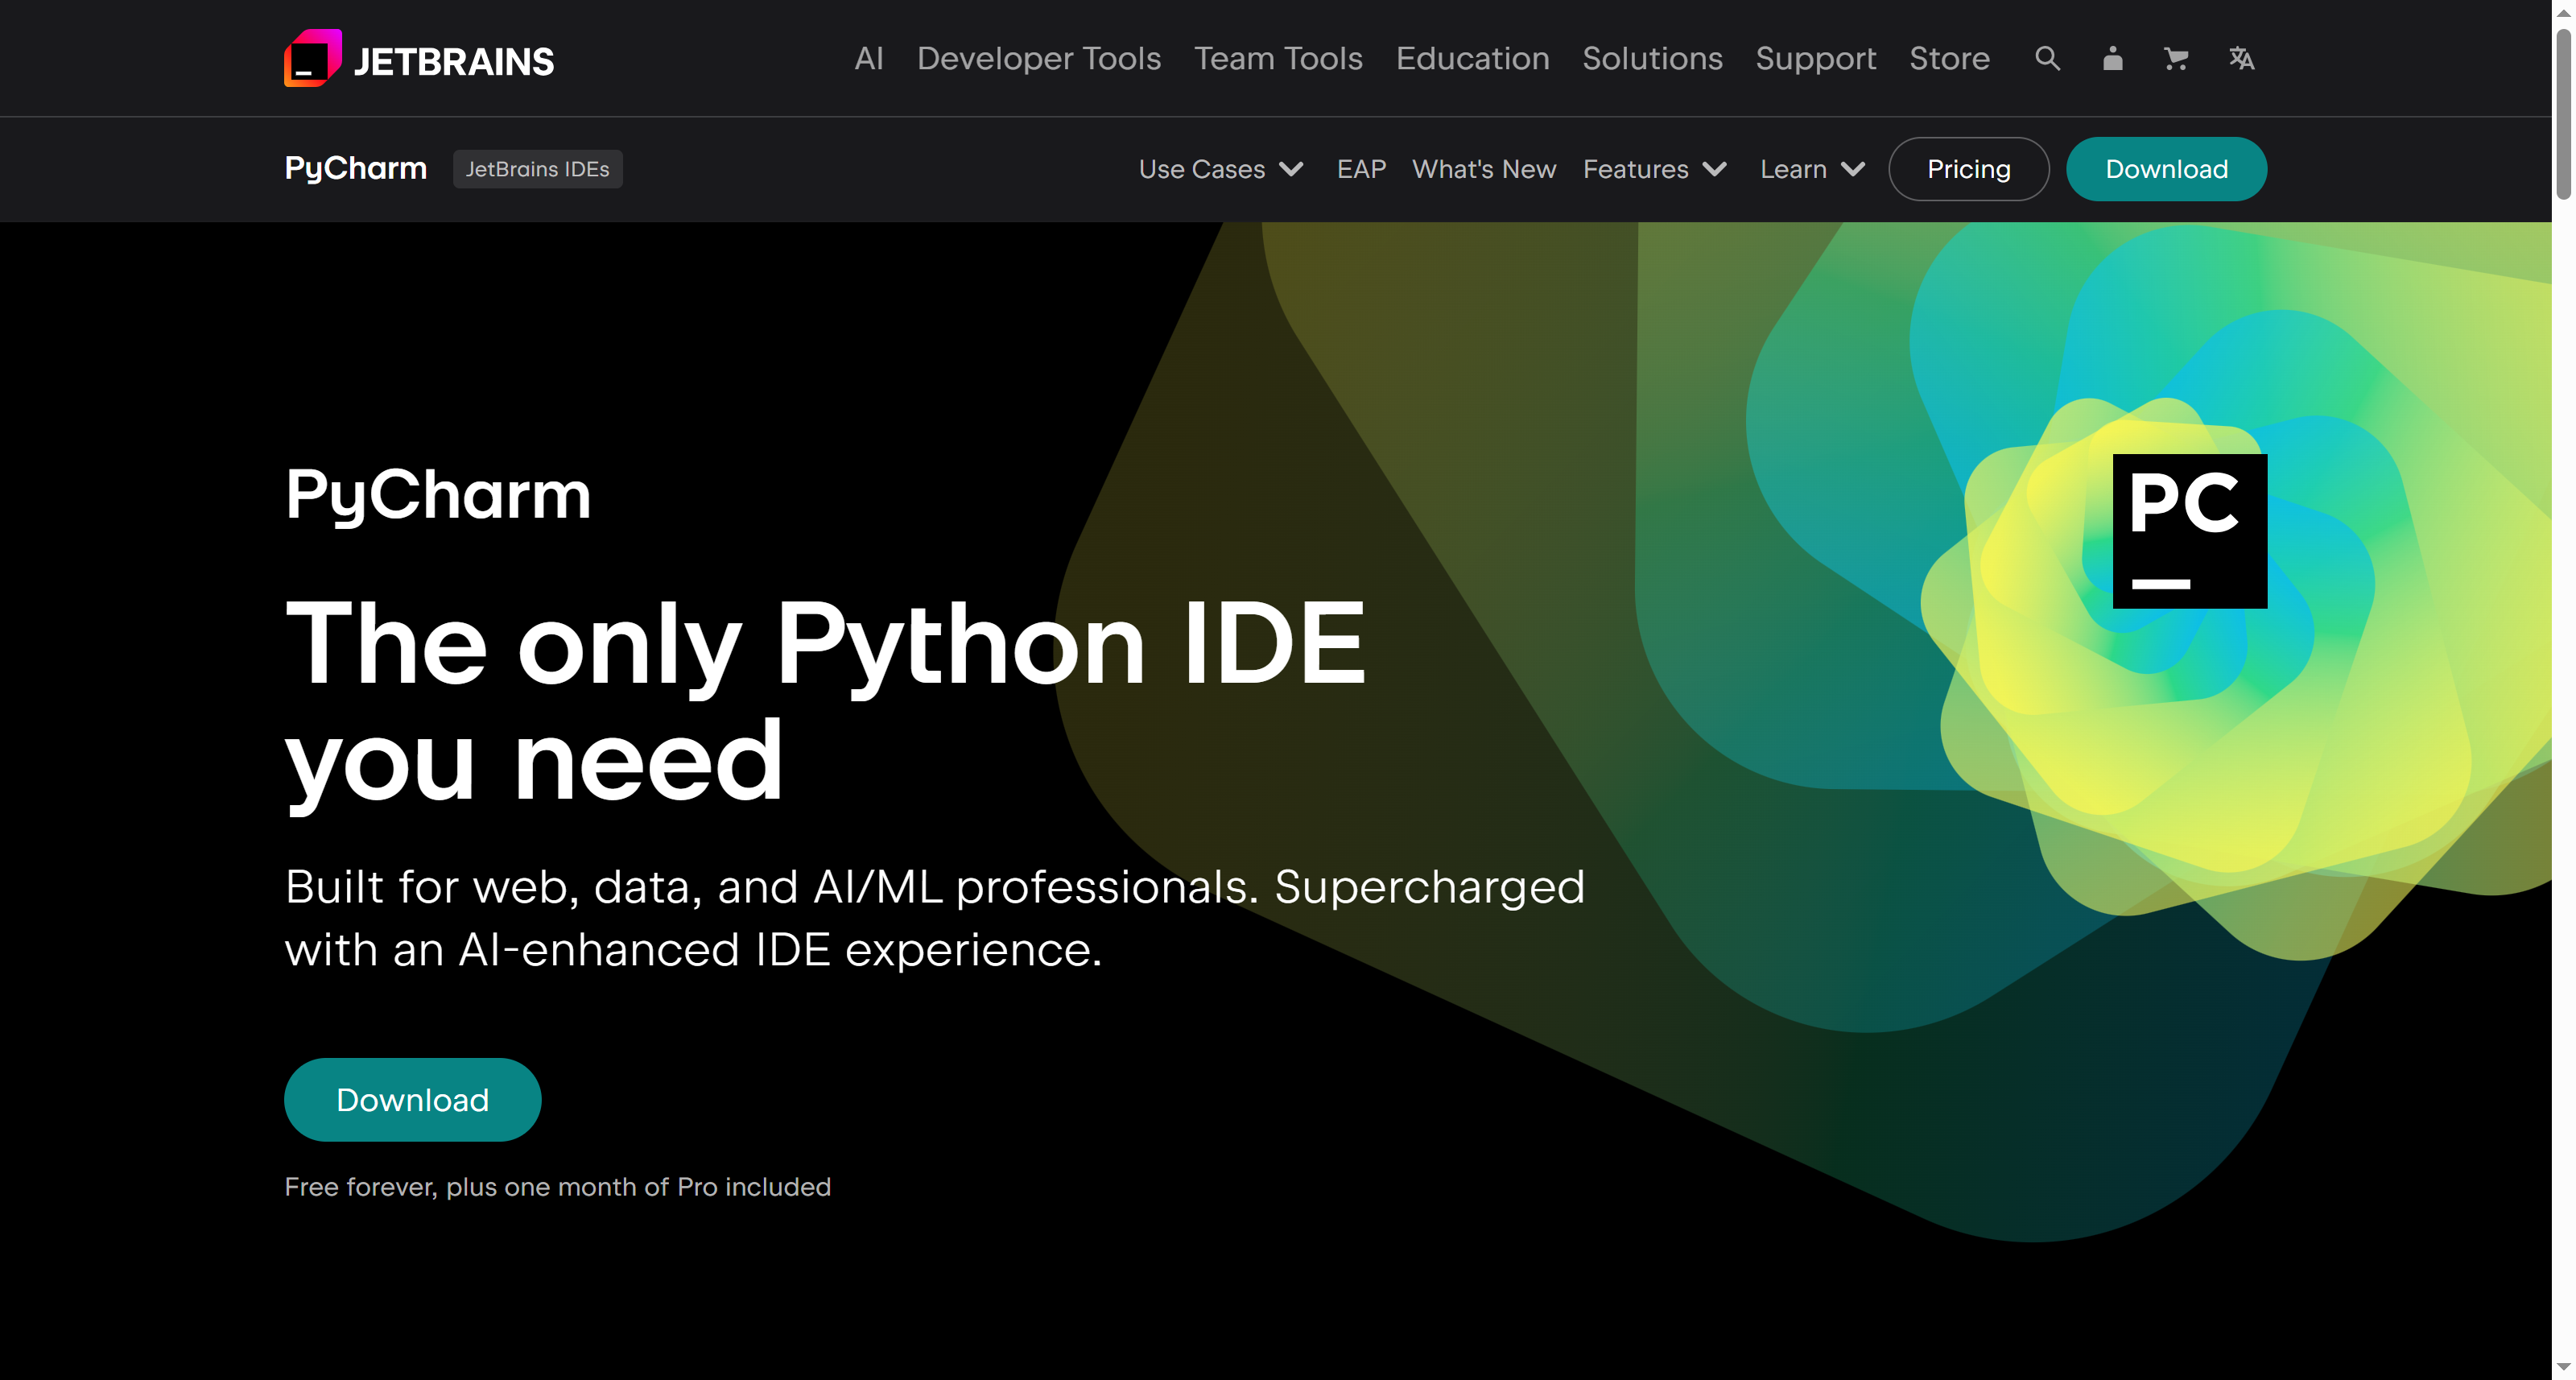 JETBRAINS
AI Developer Tools Team Tools Education Solutions Support Store
PyCharm JetBrains IDEs
Use Cases EAP What's New Features Learn Pricing Download
PyCharm
The only Python IDE
you need
Built for web, data, and AI/ML professionals. Supercharged
with an AI-enhanced IDE experience.
Download
Free forever, plus one month of Pro included
PC